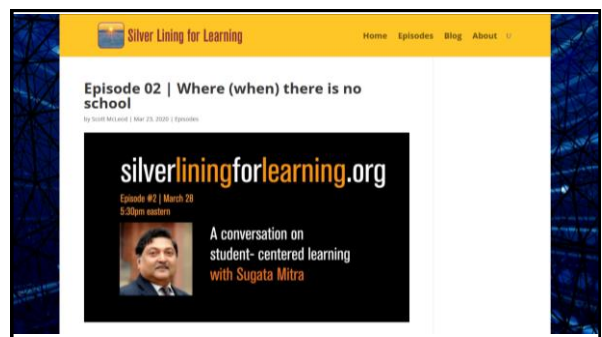 Silver Lining for Learning
Home Episodes Blog About
Episode 02 | Where (when) there is no
school
by Scott McLeod | Mar 23, 2020 | Episodes
silverliningforlearning.org
Episode #2 | March 28
5:30pm eastern
A conversation on
student- centered learning
with Sugata Mitra